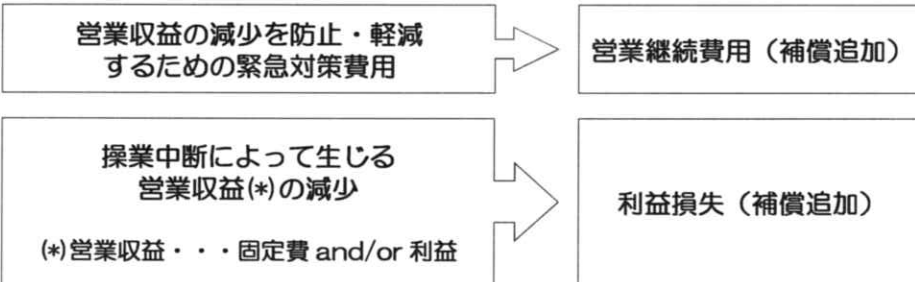 営業収益の減少を防止・軽減
するための緊急対策費用
営業継続費用（補償追加）
操業中断によって生じる
営業収益(*)の減少
(*)営業収益・・・固定費 and/or 利益
利益損失（補償追加）